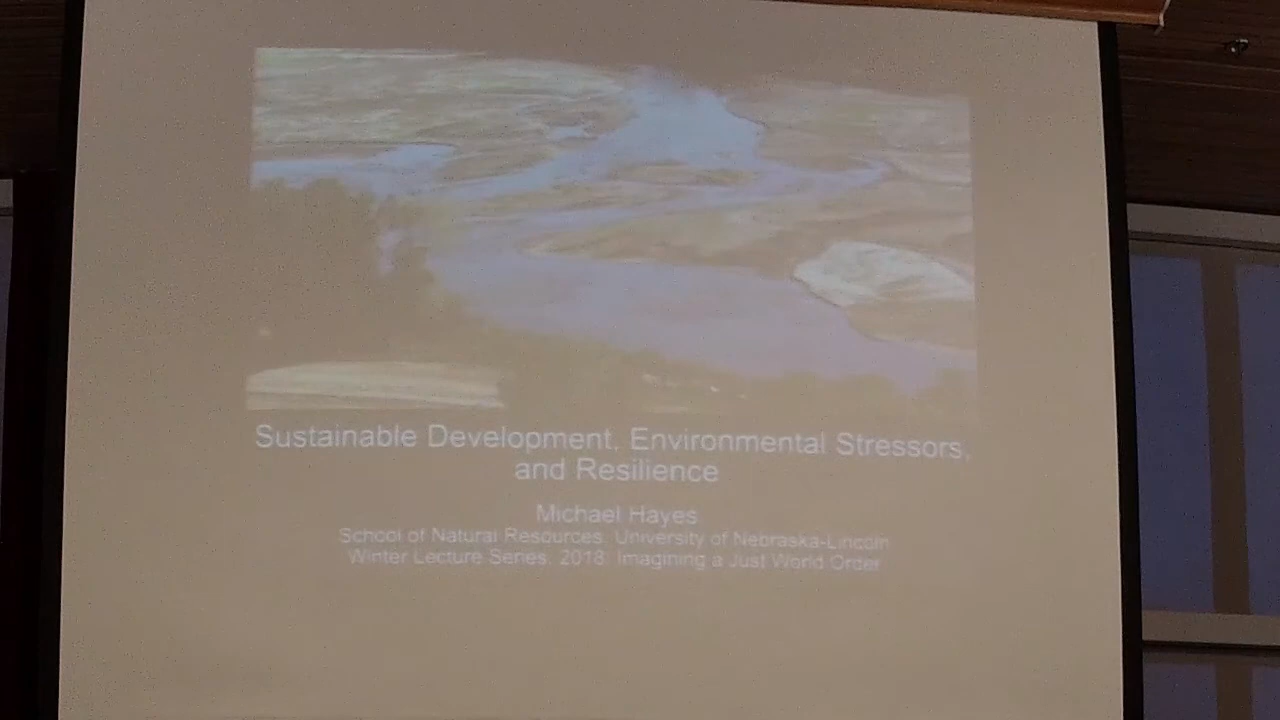 Sustainable Development, Environmental Stressors,
and Resilience
Michael Hayes
School of Natural Resources, University of Nebraska-Lincoln
Winter Lecture Series, 2018: Imagining a Just World Order